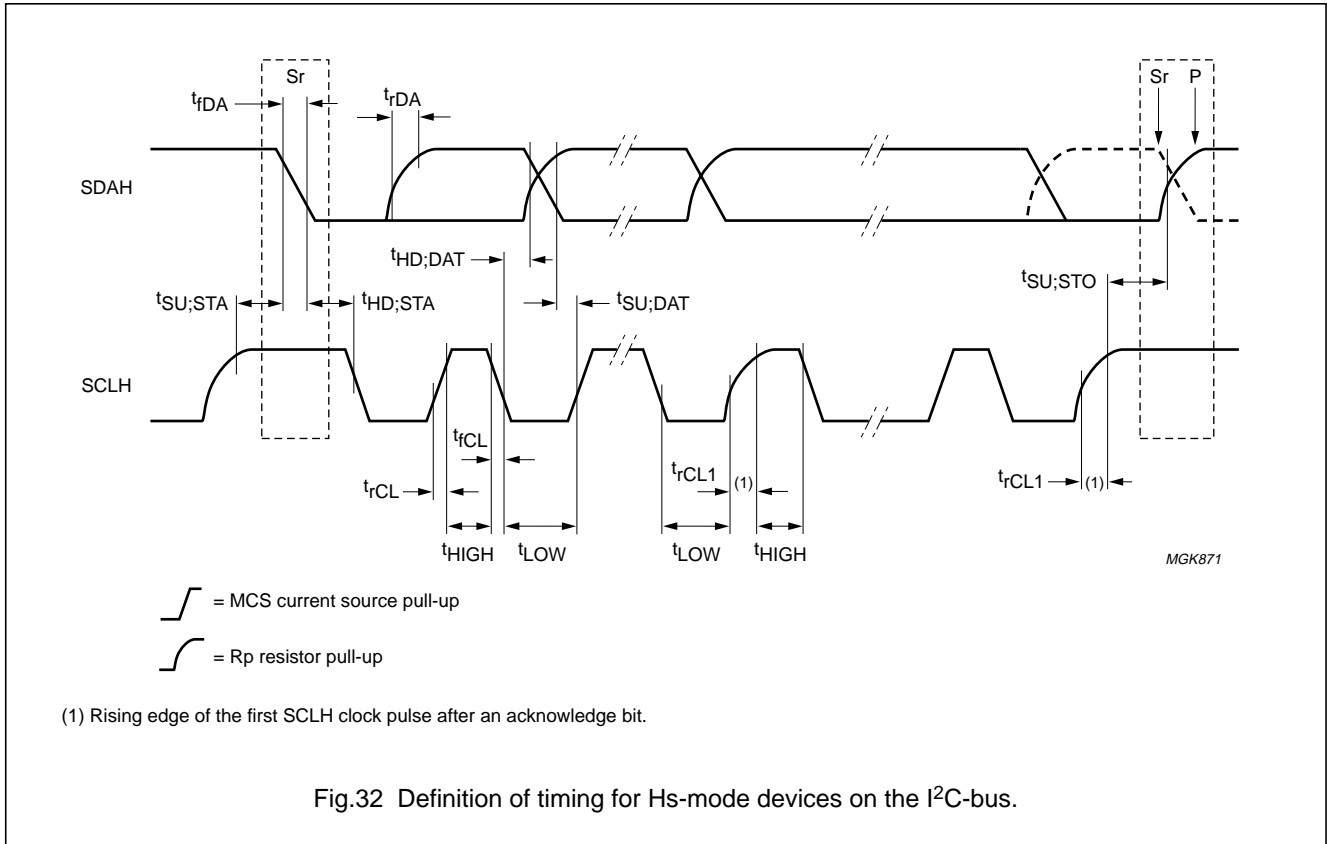 Sr
Sr P
tfDA
trDA
SDAH
tHD;DAT
tSU;STO
tSU;STA
tHD;STA
tSU;DAT
SCLH
tfCL
trCL
trCL1
(1)
trCL1
(1)
tHIGH
tLOW
tLOW
tHIGH
MGK871
= MCS current source pull-up
= Rp resistor pull-up
(1) Rising edge of the first SCLH clock pulse after an acknowledge bit.
Fig.32 Definition of timing for Hs-mode devices on the I²C-bus.